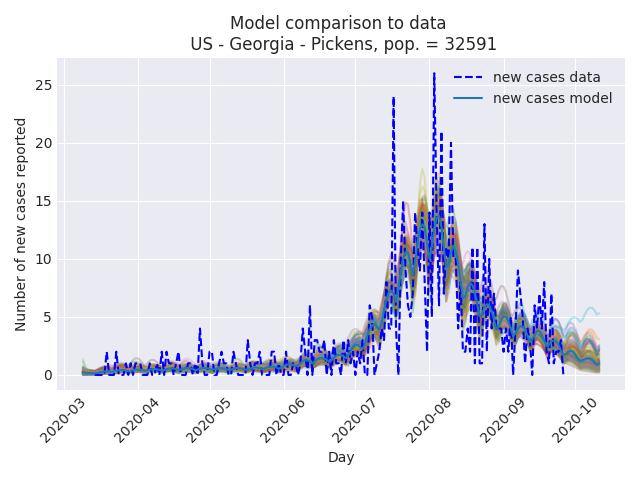 Model comparison to data
US - Georgia - Pickens, pop. = 32591
new cases data
new cases model
Number of new cases reported
25
20
15
10
5
0
2020-03
2020-04
2020-05
2020-06
2020-07
2020-08
2020-09
2020-10
Day